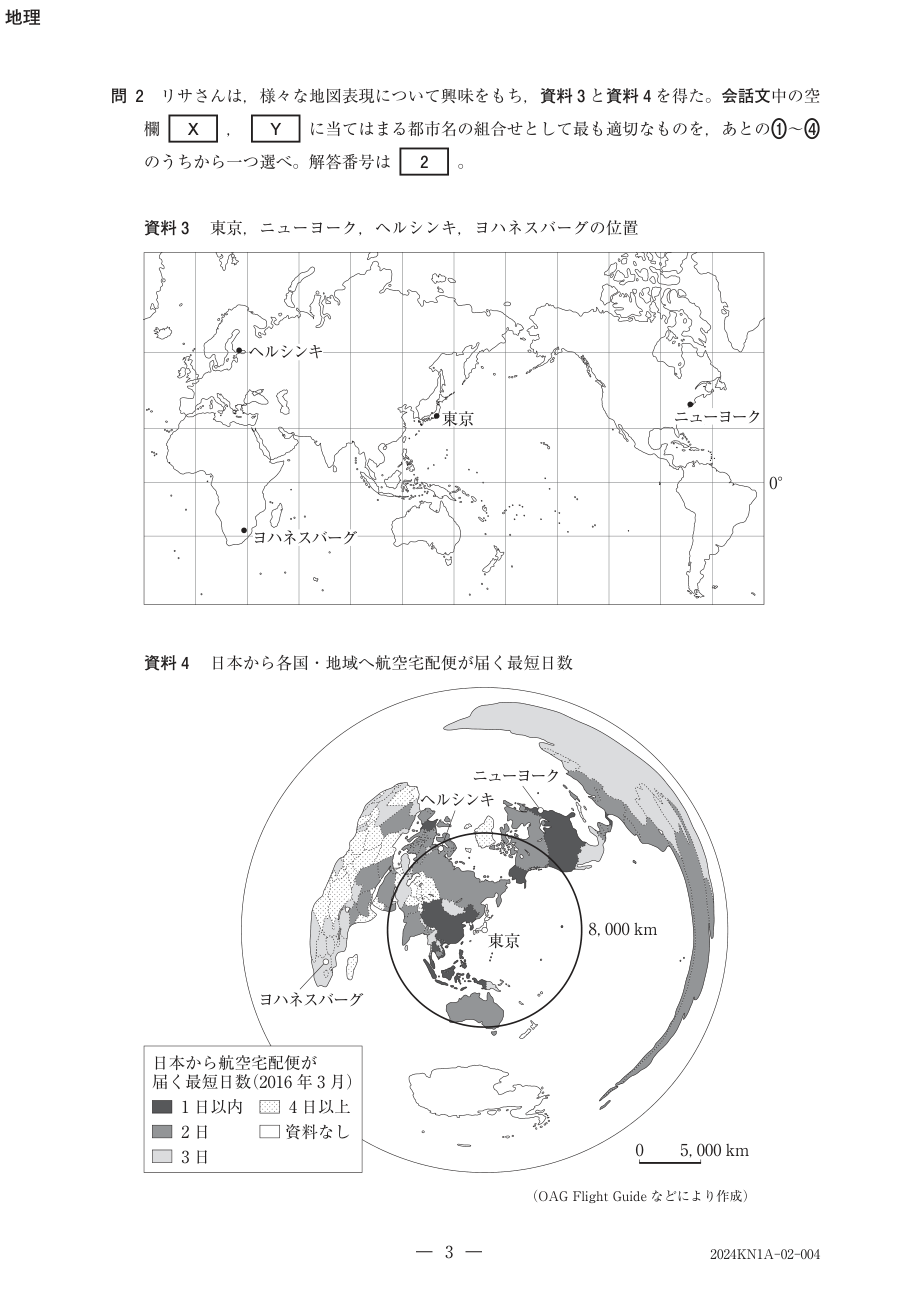 地理
問 2 リサさんは，様々な地図表現について興味をもち，資料 3 と資料 4 を得た。会話文中の空
欄 X ， Y に当てはまる都市名の組合せとして最も適切なものを，あとの①～④
のうちから一つ選べ。解答番号は 2 。
資料 3 東京，ニューヨーク，ヘルシンキ，ヨハネスバーグの位置
ヘルシンキ
東京
ニューヨーク
0°
ヨハネスバーグ
資料 4 日本から各国・地域へ航空宅配便が届く最短日数
ニューヨーク
ヘルシンキ
8,000 km
東京
ヨハネスバーグ
日本から航空宅配便が
届く最短日数(2016 年 3 月)
1 日以内 4 日以上
2 日 資料なし
3 日
0 5,000 km
（OAG Flight Guide などにより作成）
― 3 ―
2024KN1A-02-004